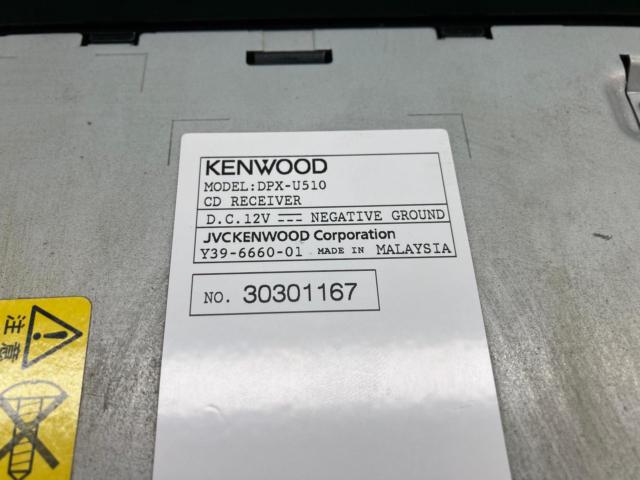 KENWOOD
MODEL:DPX-U510
CD RECEIVER
D.C.12V ⎓ NEGATIVE GROUND
JVCKENWOOD Corporation
Y39-6660-01 MADE IN MALAYSIA
NO. 30301167
注意